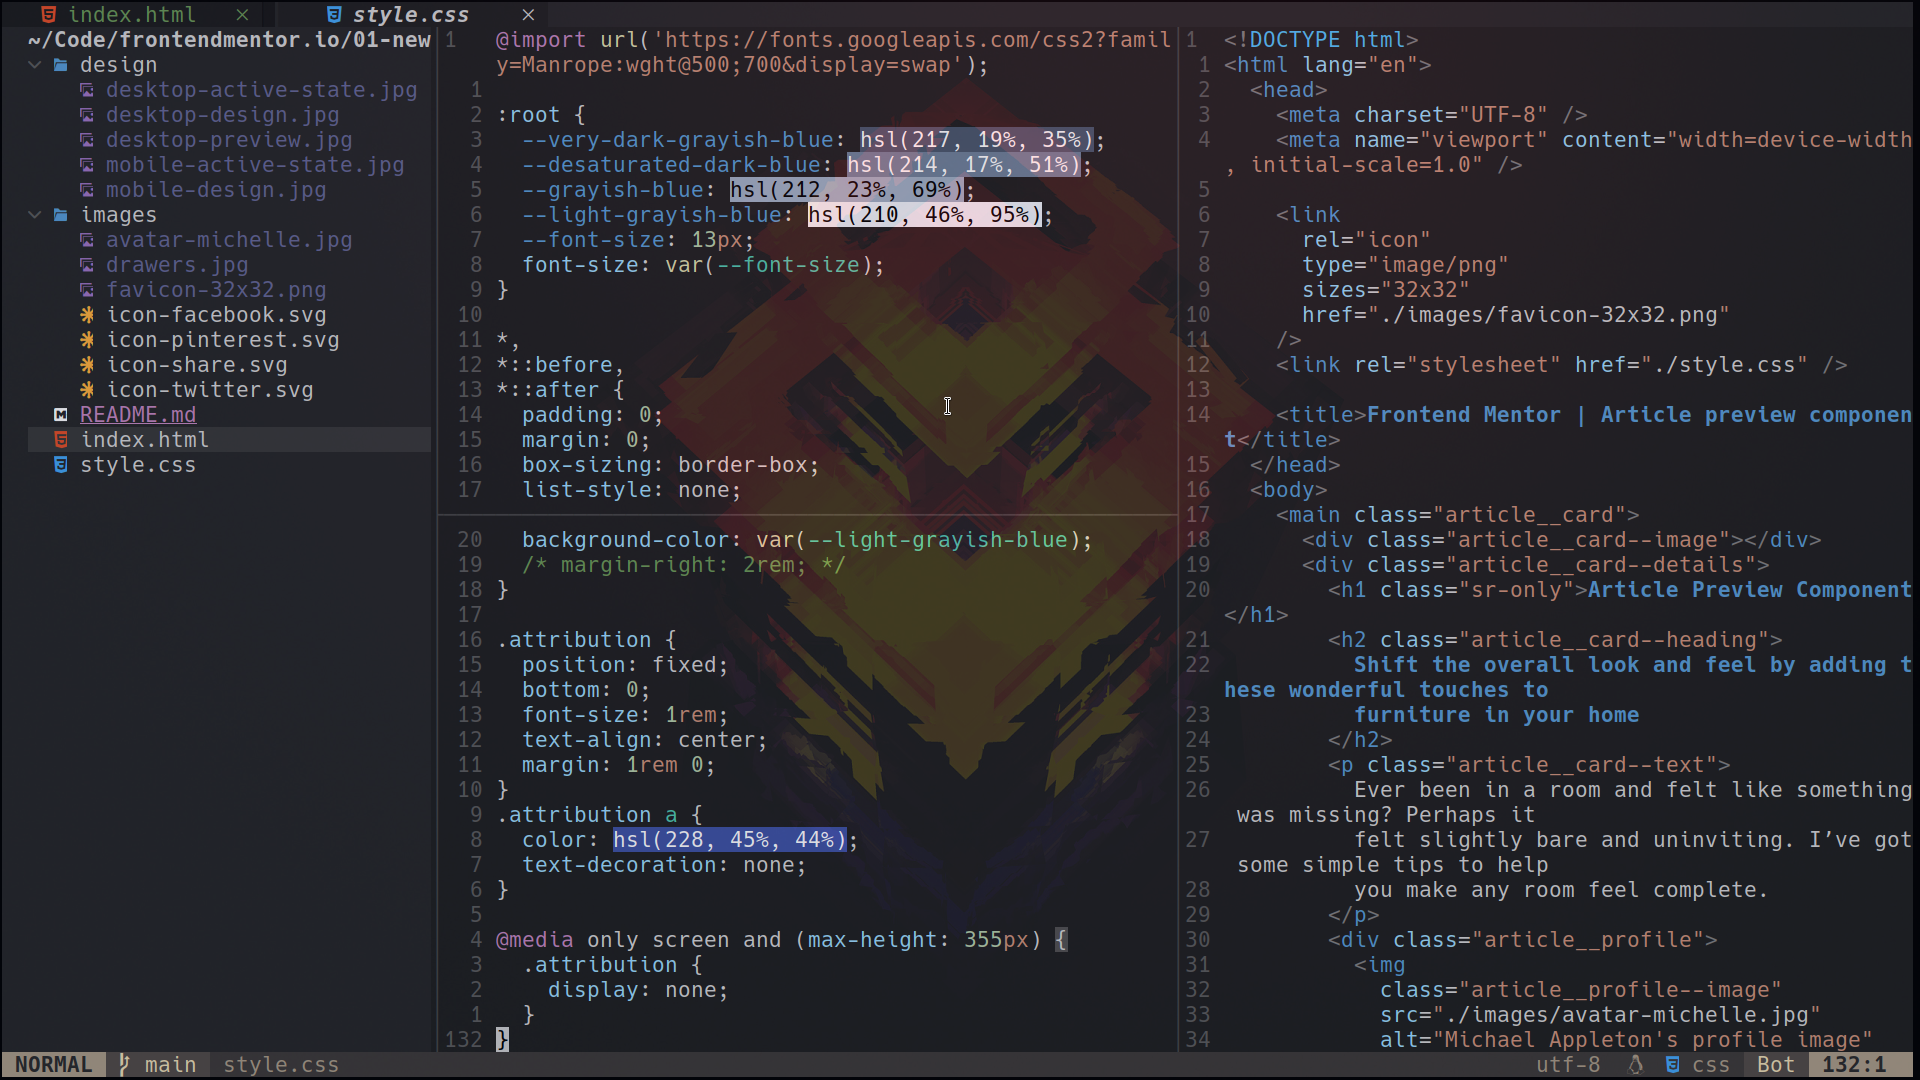 index.html ×
style.css ×
~/Code/frontendmentor.io/01-new
design
desktop-active-state.jpg
desktop-design.jpg
desktop-preview.jpg
mobile-active-state.jpg
mobile-design.jpg
images
avatar-michelle.jpg
drawers.jpg
favicon-32x32.png
icon-facebook.svg
icon-pinterest.svg
icon-share.svg
icon-twitter.svg
README.md
index.html
style.css
1 @import url('https://fonts.googleapis.com/css2?famil
y=Manrope:wght@500;700&display=swap');
1
2 :root {
3 --very-dark-grayish-blue: hsl(217, 19%, 35%);
4 --desaturated-dark-blue: hsl(214, 17%, 51%);
5 --grayish-blue: hsl(212, 23%, 69%);
6 --light-grayish-blue: hsl(210, 46%, 95%);
7 --font-size: 13px;
8 font-size: var(--font-size);
9 }
10
11 *,
12 *::before,
13 *::after {
14 padding: 0;
15 margin: 0;
16 box-sizing: border-box;
17 list-style: none;
20 background-color: var(--light-grayish-blue);
19 /* margin-right: 2rem; */
18 }
17
16 .attribution {
15 position: fixed;
14 bottom: 0;
13 font-size: 1rem;
12 text-align: center;
11 margin: 1rem 0;
10 }
9 .attribution a {
8 color: hsl(228, 45%, 44%);
7 text-decoration: none;
6 }
5
4 @media only screen and (max-height: 355px) {
3 .attribution {
2 display: none;
1 }
132 }
1 <!DOCTYPE html>
1 <html lang="en">
2 <head>
3 <meta charset="UTF-8" />
4 <meta name="viewport" content="width=device-width
, initial-scale=1.0" />
5
6 <link
7 rel="icon"
8 type="image/png"
9 sizes="32x32"
10 href="./images/favicon-32x32.png"
11 />
12 <link rel="stylesheet" href="./style.css" />
13
14 <title>Frontend Mentor | Article preview componen
t</title>
15 </head>
16 <body>
17 <main class="article__card">
18 <div class="article__card--image"></div>
19 <div class="article__card--details">
20 <h1 class="sr-only">Article Preview Component
</h1>
21 <h2 class="article__card--heading">
22 Shift the overall look and feel by adding t
hese wonderful touches to
23 furniture in your home
24 </h2>
25 <p class="article__card--text">
26 Ever been in a room and felt like something
was missing? Perhaps it
27 felt slightly bare and uninviting. I’ve got
some simple tips to help
28 you make any room feel complete.
29 </p>
30 <div class="article__profile">
31 <img
32 class="article__profile--image"
33 src="./images/avatar-michelle.jpg"
34 alt="Michael Appleton's profile image"
NORMAL main style.css utf-8 css Bot 132:1